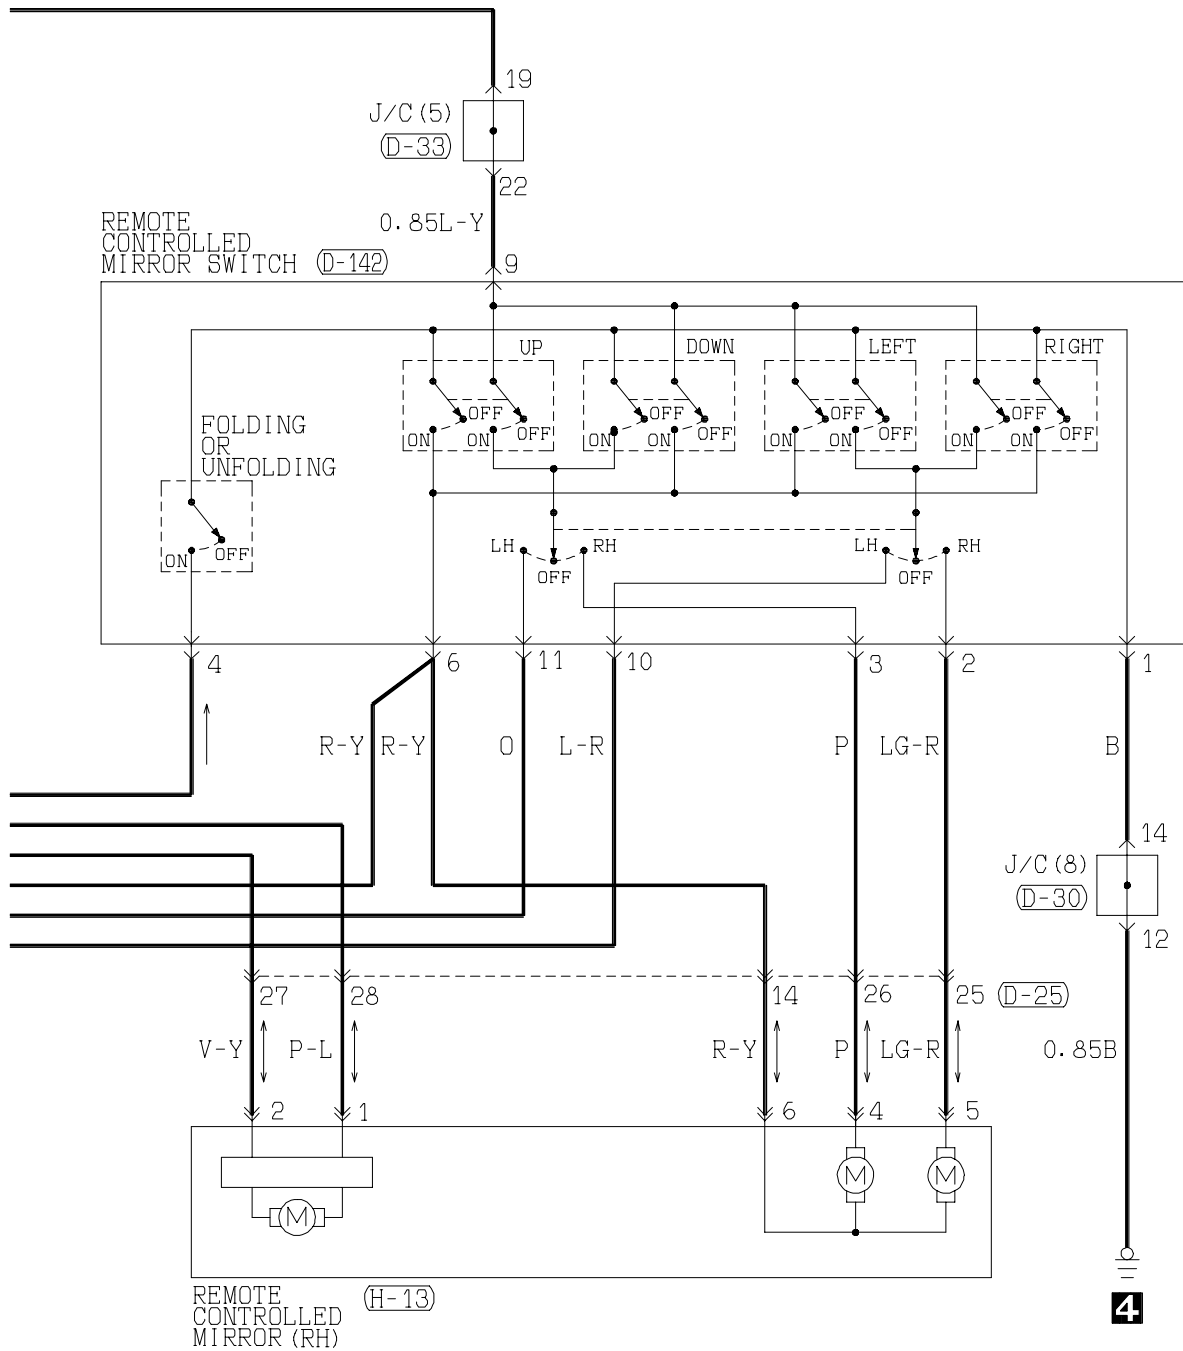 19
J/C(5)
D-33
22
0.85L-Y
REMOTE
CONTROLLED
MIRROR SWITCH D-142
9
UP DOWN LEFT RIGHT
OFF OFF OFF OFF
ON ON OFF ON ON OFF ON ON OFF ON ON OFF
FOLDING
OR
UNFOLDING
ON OFF
LH RH LH RH
OFF OFF
4 6 11 10 3 2 1
R-Y R-Y O L-R P LG-R B
14
J/C(8)
D-30
12
27 28 14 26 25 D-25
V-Y P-L R-Y P LG-R 0.85B
2 1 6 4 5
M M
M
REMOTE H-13
CONTROLLED
MIRROR(RH)
4